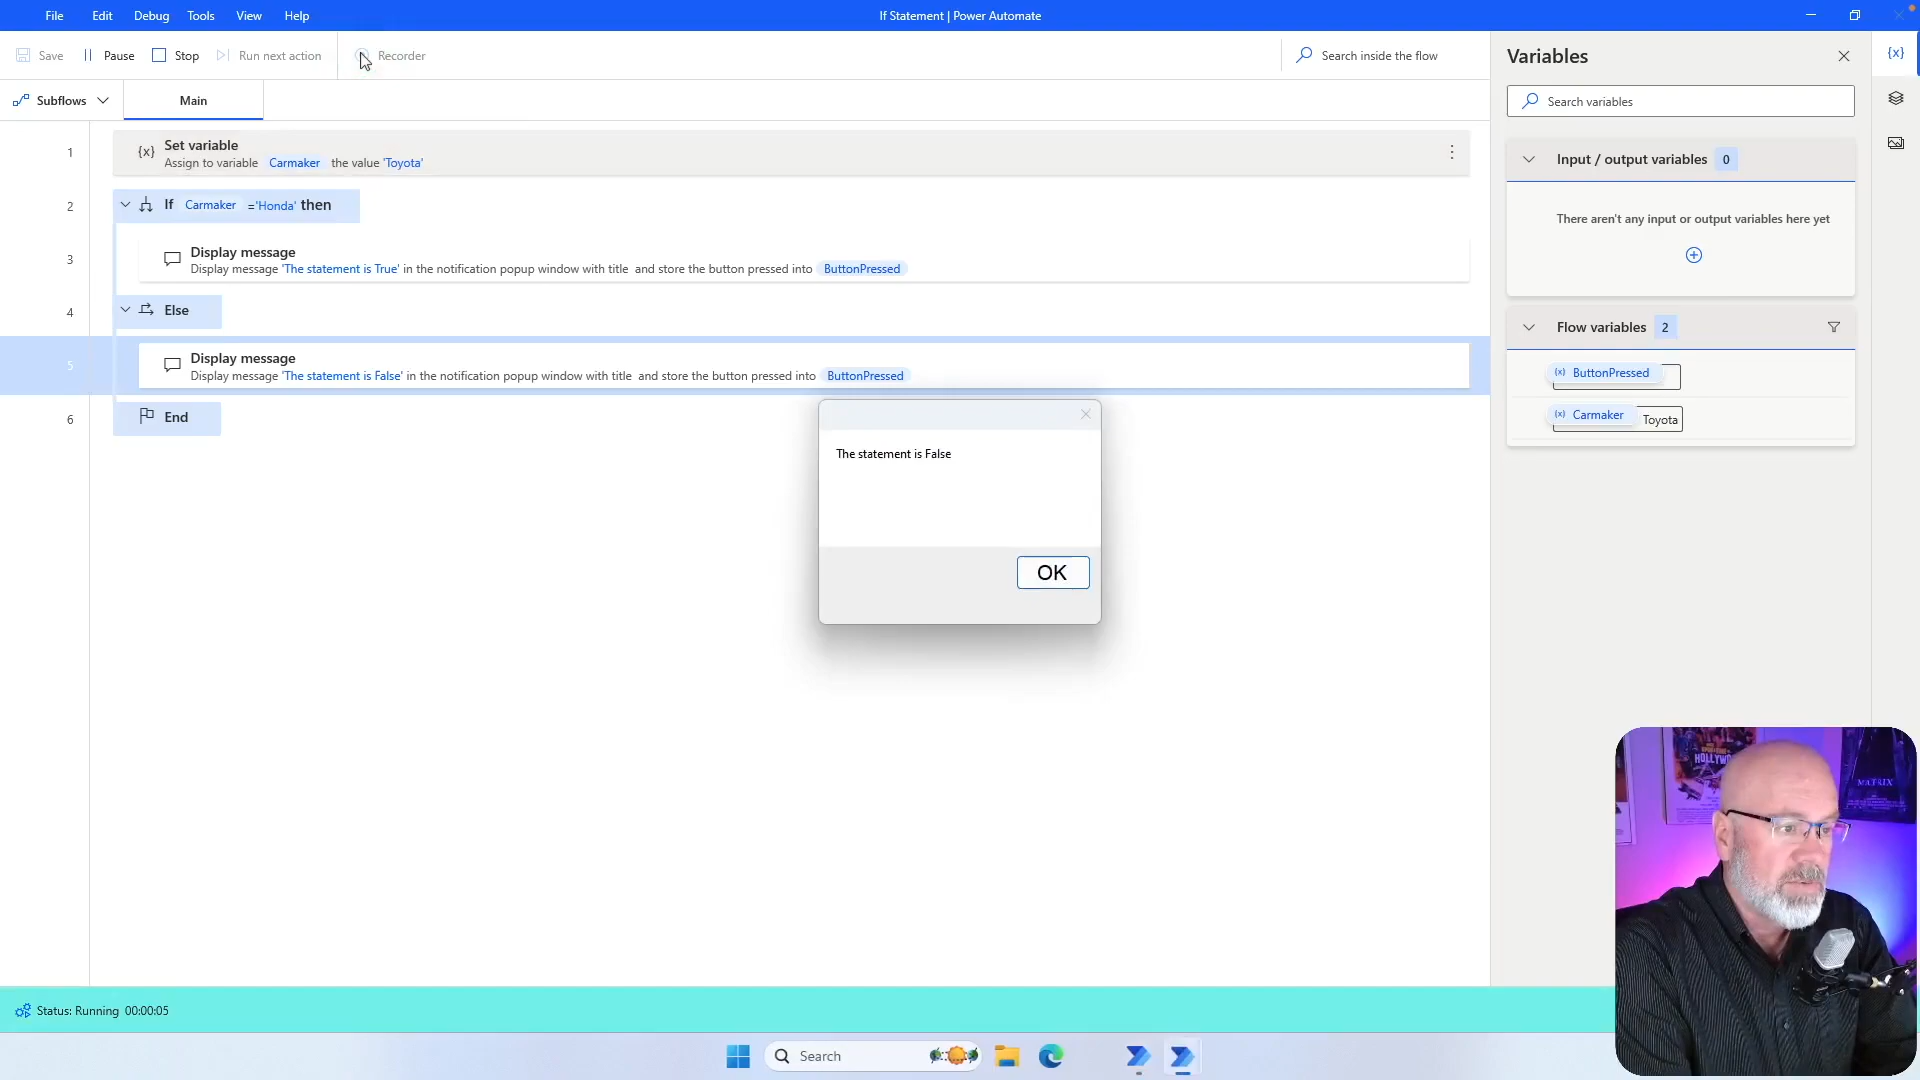 File Edit Debug Tools View Help
If Statement | Power Automate
Save Pause Stop Run next action Recorder
Search inside the flow
Subflows Main
1 {x} Set variable
Assign to variable Carmaker the value 'Toyota'
2 If Carmaker ='Honda' then
3 Display message
Display message 'The statement is True' in the notification popup window with title and store the button pressed into ButtonPressed
4 Else
5 Display message
Display message 'The statement is False' in the notification popup window with title and store the button pressed into ButtonPressed
6 End
The statement is False
OK
Variables
{x}
Search variables
Input / output variables 0
There aren't any input or output variables here yet
Flow variables 2
(x) ButtonPressed
(x) Carmaker Toyota
HOLLYW
MATRIX
Status: Running 00:00:05
Search